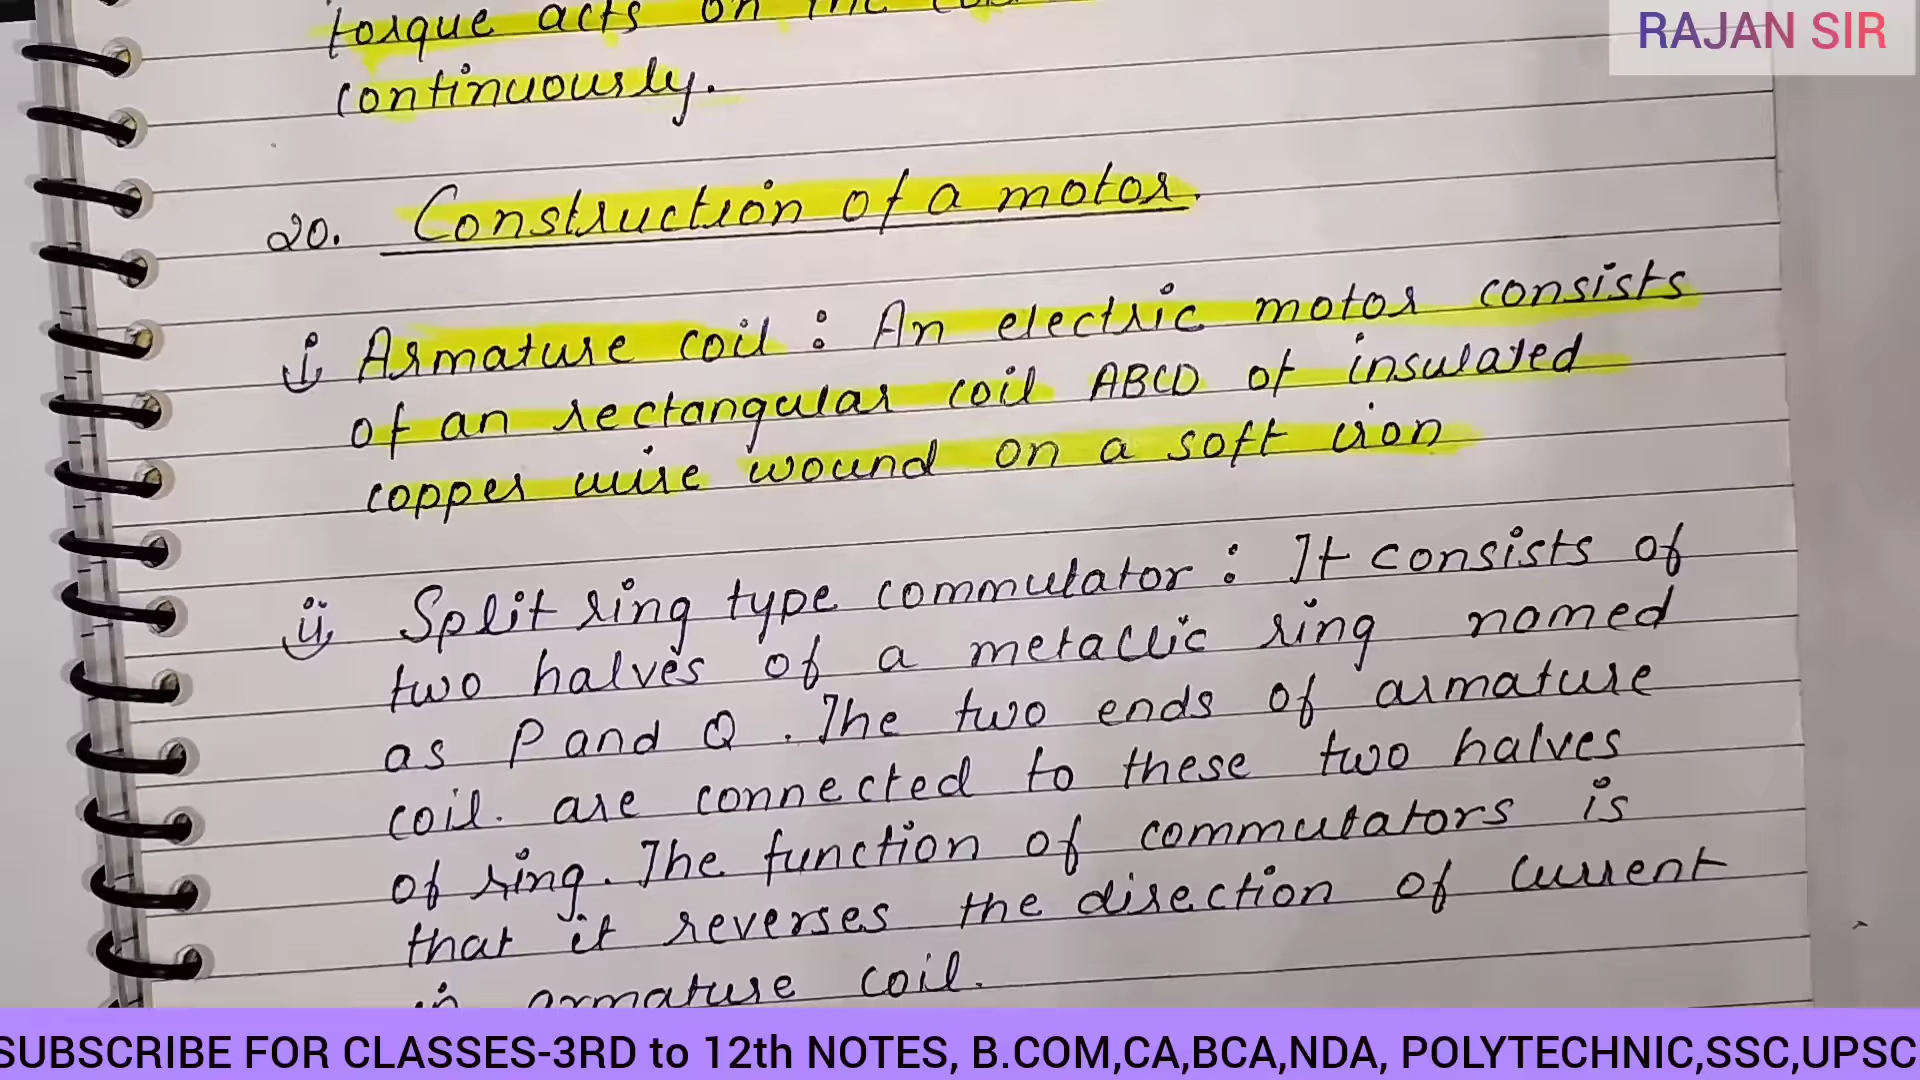 RAJAN SIR
torque acts on the
continuously.
20. Construction of a motor.
i) Armature coil : An electric motor consists
of an rectangular coil ABCD of insulated
copper wire wound on a soft iron
ii) Split ring type commutator : It consists of
two halves of a metallic ring named
as P and Q . The two ends of armature
coil. are connected to these two halves
of ring. The function of commutators is
that it reverses the direction of current
in armature coil.
SUBSCRIBE FOR CLASSES-3RD to 12th NOTES, B.COM,CA,BCA,NDA, POLYTECHNIC,SSC,UPSC